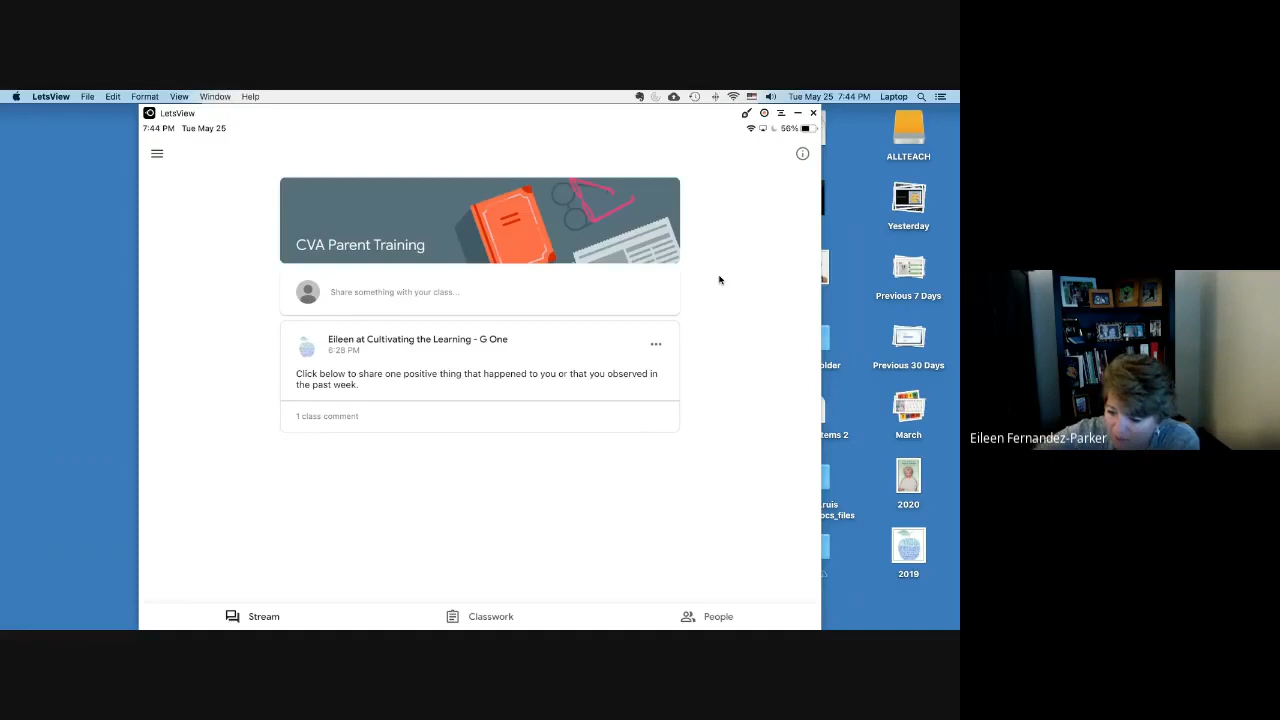 LetsView File Edit Format View Window Help
Tue May 25 7:44 PM Laptop
LetsView
7:44 PM Tue May 25
56%
CVA Parent Training
Share something with your class...
Eileen at Cultivating the Learning - G One
6:28 PM
Click below to share one positive thing that happened to you or that you observed in
the past week.
1 class comment
Stream
Classwork
People
ALLTEACH
Yesterday
Previous 7 Days
older
Previous 30 Days
tems 2
March
ruis
ocs_files
2020
2019
Eileen Fernandez-Parker